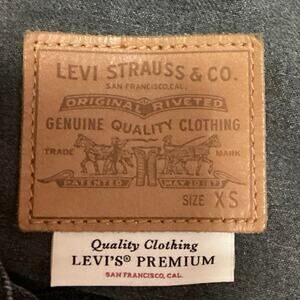 LEVI STRAUSS & CO.
SAN FRANCISCO, CAL.
ORIGINAL RIVETED
GENUINE QUALITY CLOTHING
TRADE MARK
PATENTED MAY 20 1873
SIZE XS
Quality Clothing
LEVI'S® PREMIUM
SAN FRANCISCO, CAL.